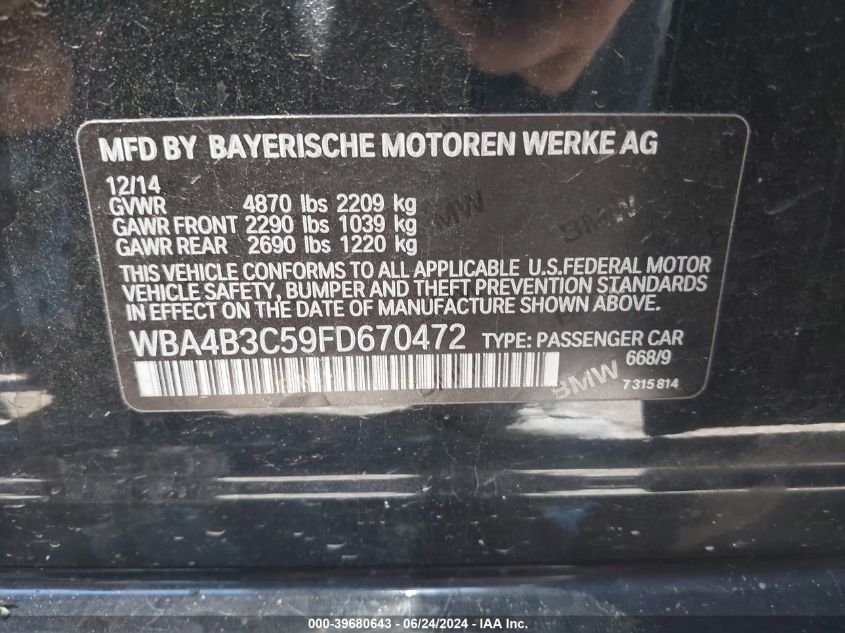 MFD BY BAYERISCHE MOTOREN WERKE AG
12/14
GVWR 4870 lbs 2209 kg
GAWR FRONT 2290 lbs 1039 kg
GAWR REAR 2690 lbs 1220 kg
THIS VEHICLE CONFORMS TO ALL APPLICABLE U.S.FEDERAL MOTOR
VEHICLE SAFETY, BUMPER AND THEFT PREVENTION STANDARDS
IN EFFECT ON THE DATE OF MANUFACTURE SHOWN ABOVE.
WBA4B3C59FD670472 TYPE: PASSENGER CAR
668/9
BMW 7 315 814
000-39680643 - 06/24/2024 - IAA, Inc.